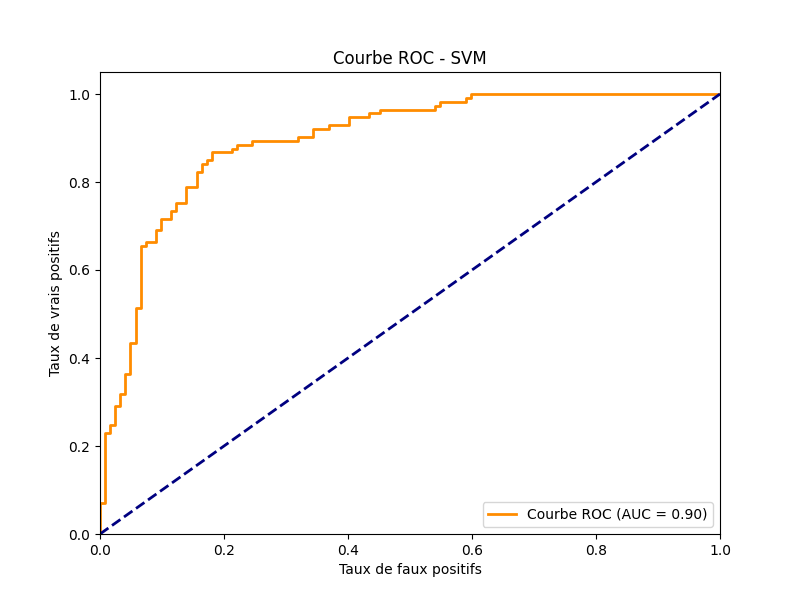 Courbe ROC - SVM
1.0
0.8
0.6
0.4
0.2
0.0
Taux de vrais positifs
Courbe ROC (AUC = 0.90)
0.0 0.2 0.4 0.6 0.8 1.0
Taux de faux positifs